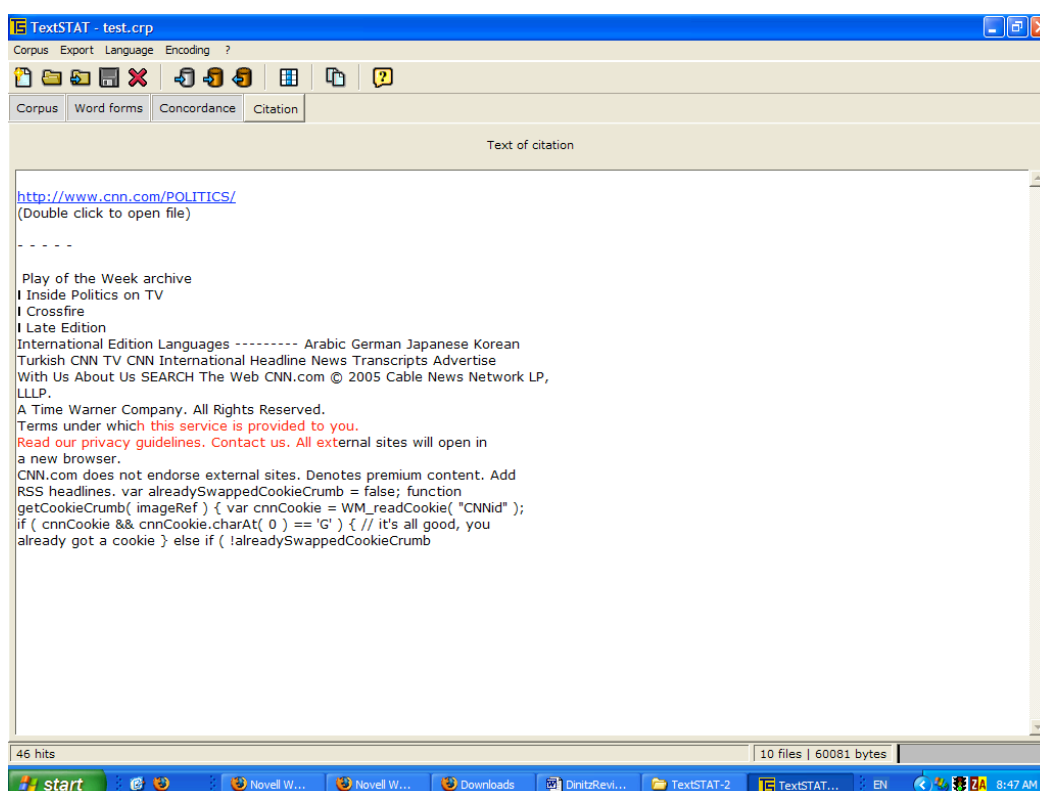 TextSTAT - test.crp
Corpus Export Language Encoding ?
Corpus Word forms Concordance Citation
Text of citation
http://www.cnn.com/POLITICS/
(Double click to open file)
- - - - -
Play of the Week archive
I Inside Politics on TV
I Crossfire
I Late Edition
International Edition Languages --------- Arabic German Japanese Korean
Turkish CNN TV CNN International Headline News Transcripts Advertise
With Us About Us SEARCH The Web CNN.com © 2005 Cable News Network LP,
LLLP.
A Time Warner Company. All Rights Reserved.
Terms under which this service is provided to you.
Read our privacy guidelines. Contact us. All external sites will open in
a new browser.
CNN.com does not endorse external sites. Denotes premium content. Add
RSS headlines. var alreadySwappedCookieCrumb = false; function
getCookieCrumb( imageRef ) { var cnnCookie = WM_readCookie( "CNNid" );
if ( cnnCookie && cnnCookie.charAt( 0 ) == 'G' ) { // it's all good, you
already got a cookie } else if ( !alreadySwappedCookieCrumb
46 hits 10 files | 60081 bytes
start Novell W... Novell W... Downloads DinitzRevi... TextSTAT-2 TextSTAT... EN ZA 8:47 AM